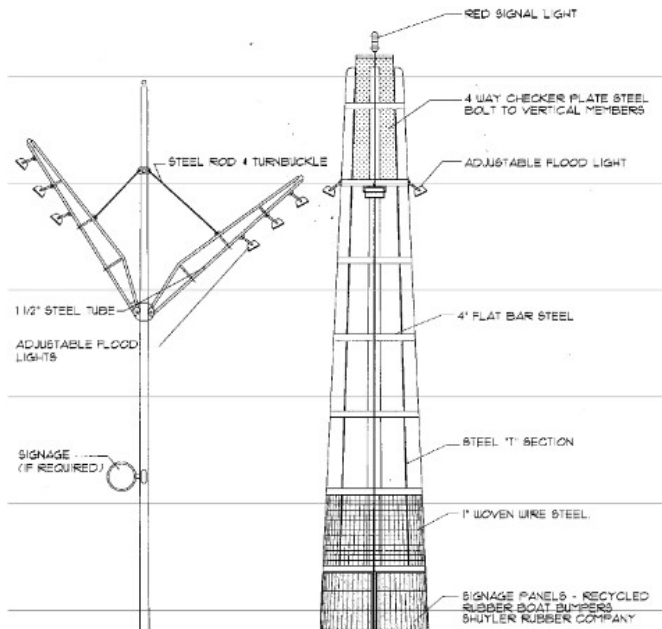 RED SIGNAL LIGHT
4 WAY CHECKER PLATE STEEL
BOLT TO VERTICAL MEMBERS
STEEL ROD & TURNBUCKLE
ADJUSTABLE FLOOD LIGHT
1 1/2" STEEL TUBE
4" FLAT BAR STEEL
ADJUSTABLE FLOOD
LIGHTS
STEEL "T" SECTION
SIGNAGE
(IF REQUIRED)
1" WOVEN WIRE STEEL.
SIGNAGE PANELS - RECYCLED
RUBBER BOAT BUMPERS
SHUYLER RUBBER COMPANY